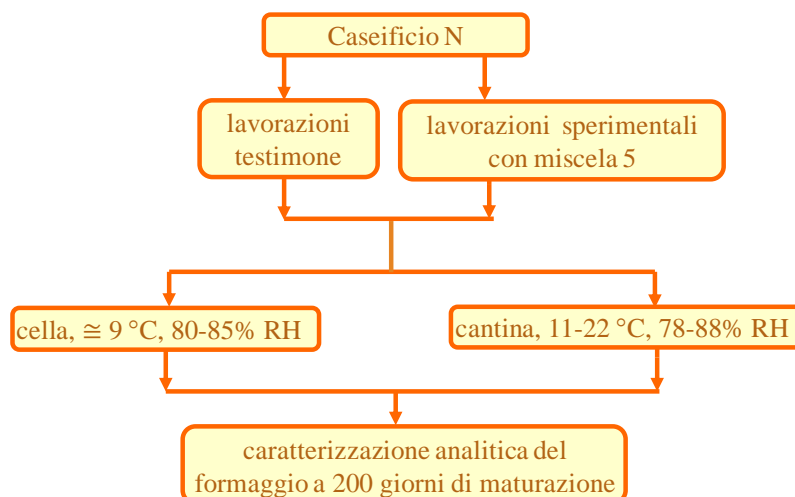 Caseificio N
lavorazioni
testimone
lavorazioni sperimentali
con miscela 5
cella, ≅ 9 °C, 80-85% RH
cantina, 11-22 °C, 78-88% RH
caratterizzazione analitica del
formaggio a 200 giorni di maturazione